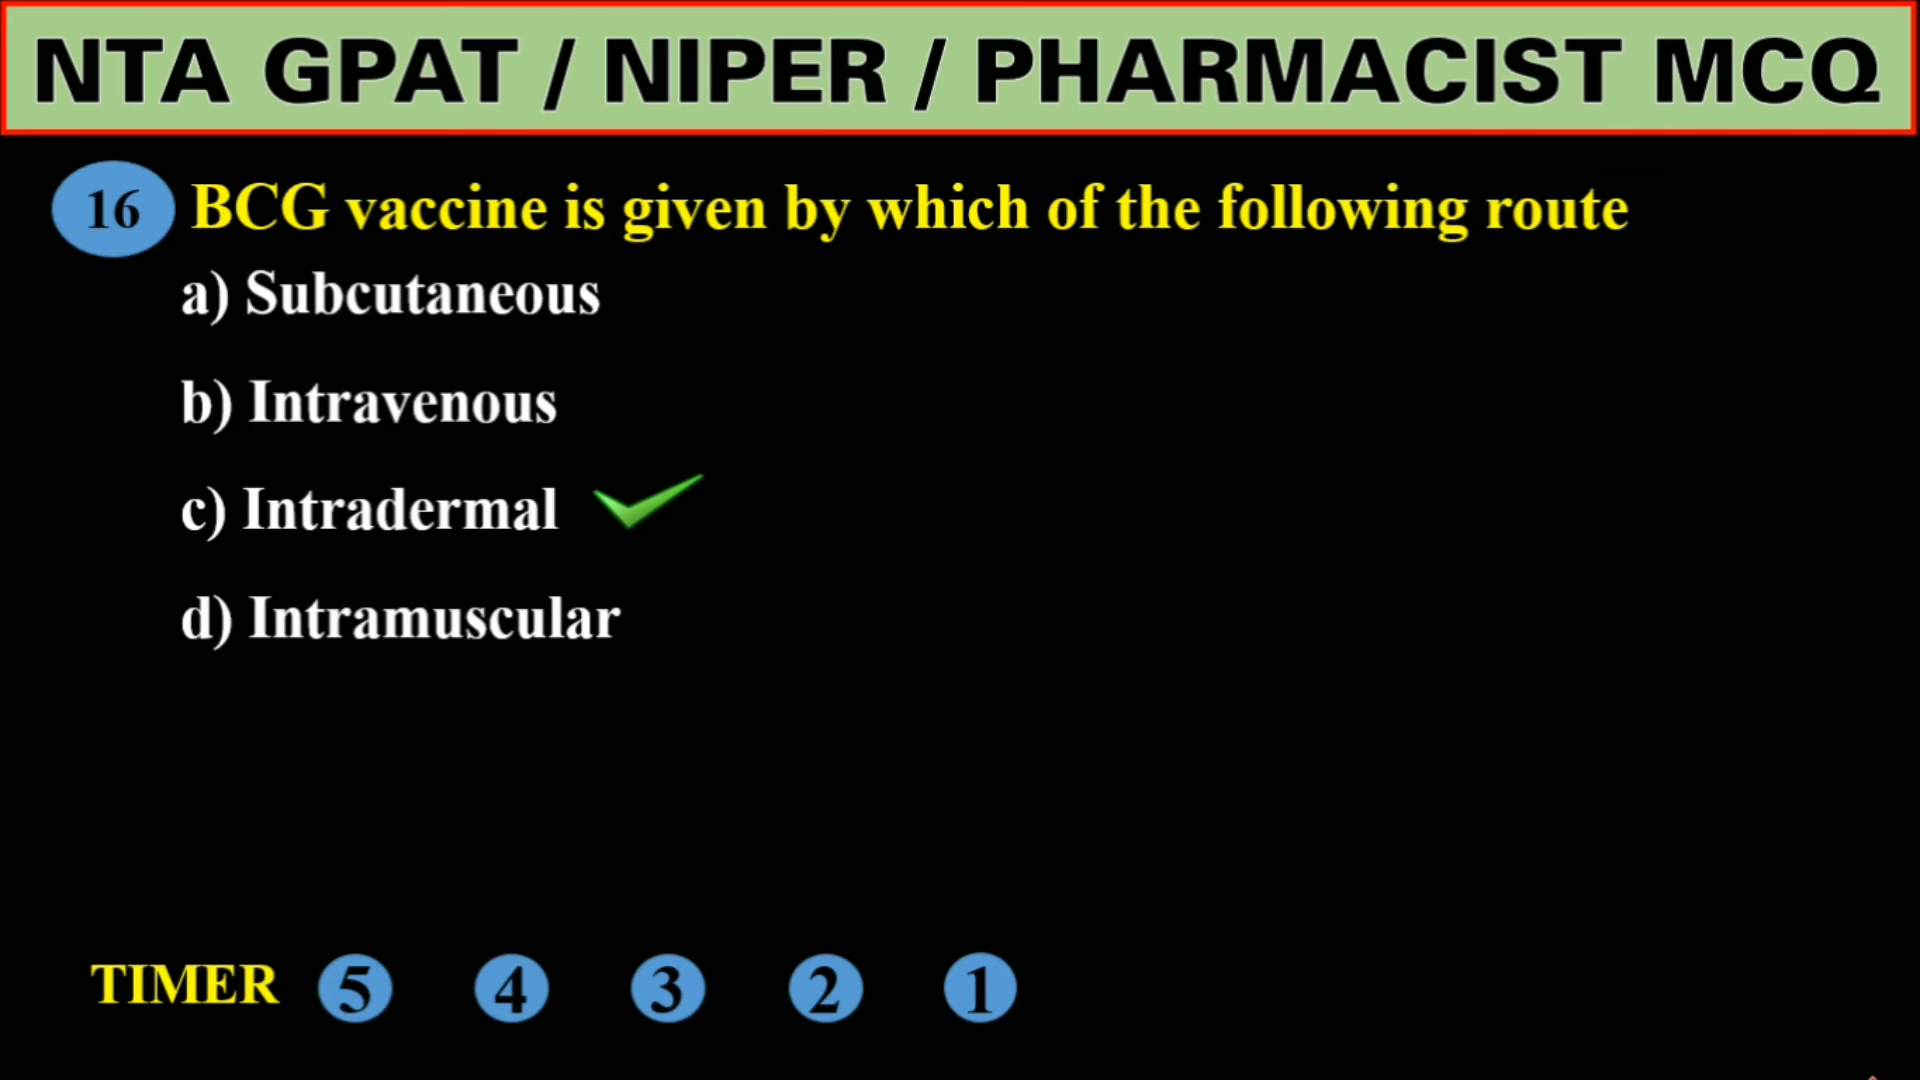 NTA GPAT / NIPER / PHARMACIST MCQ
16 BCG vaccine is given by which of the following route
a) Subcutaneous
b) Intravenous
c) Intradermal
d) Intramuscular
TIMER 5 4 3 2 1